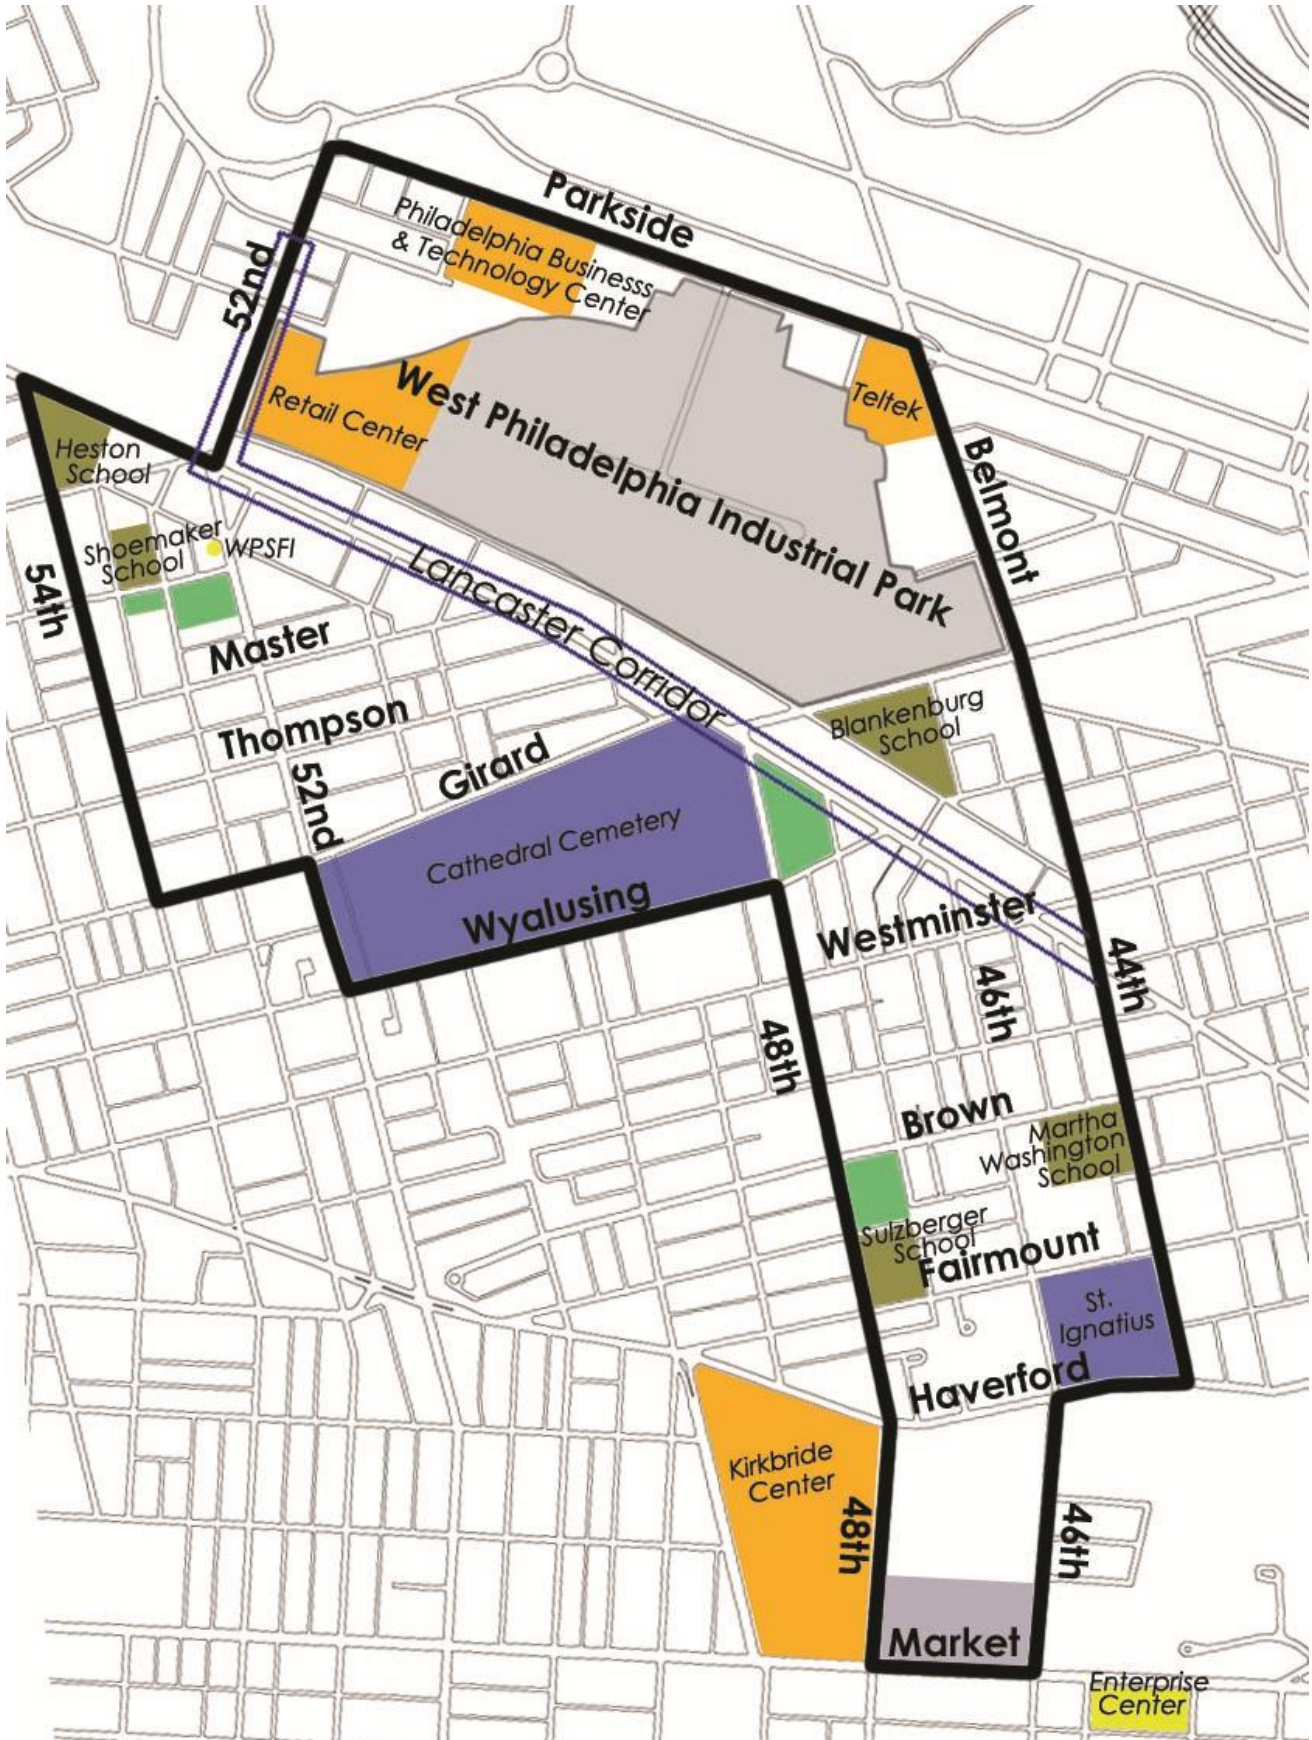 Parkside
Philadelphia Businesss
& Technology Center
52nd
Retail Center
West Philadelphia Industrial Park
Teltek
Belmont
Heston
School
Shoemaker
School
WPSFI
54th
Lancaster Corridor
Master
Thompson
Girard
52nd
Blankenburg
School
Cathedral Cemetery
Wyalusing
Westminster
44th
46th
48th
Brown
Martha
Washington
School
Sulzberger
School
Fairmount
St.
Ignatius
Haverford
Kirkbride
Center
48th
46th
Market
Enterprise
Center